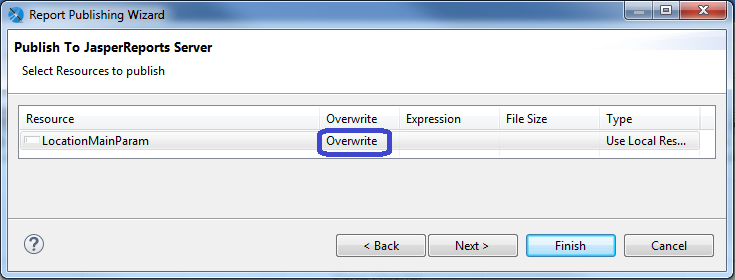 Report Publishing Wizard
Publish To JasperReports Server
Select Resources to publish
Resource Overwrite Expression File Size Type
LocationMainParam Overwrite Use Local Res...
? < Back Next > Finish Cancel